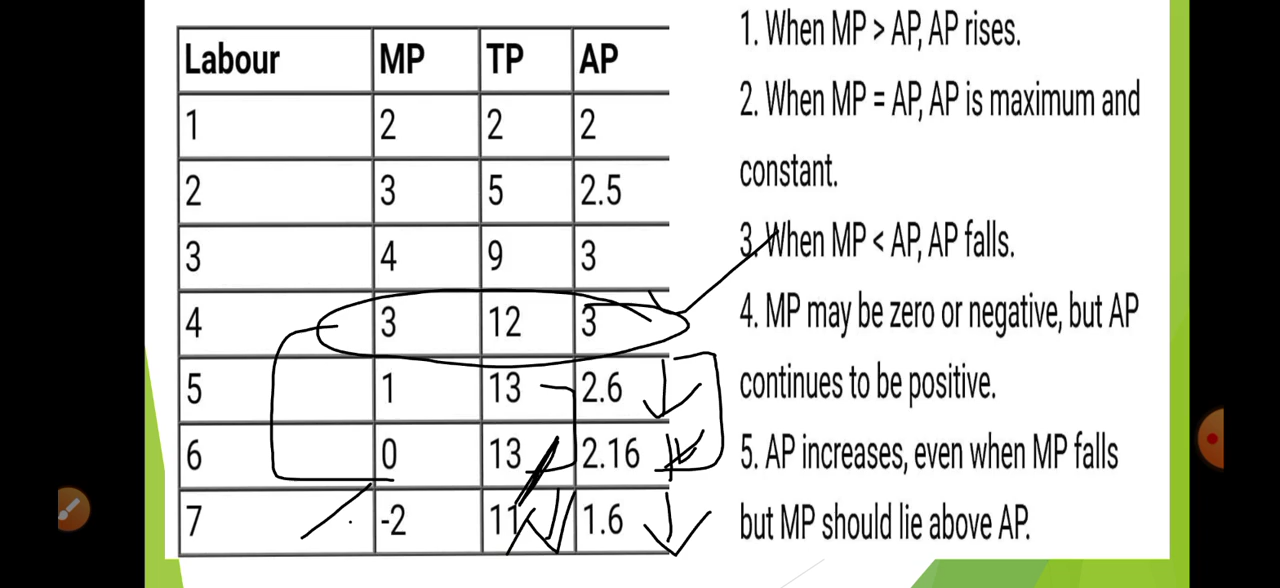 Labour MP TP AP
1 2 2 2
2 3 5 2.5
3 4 9 3
4 3 12 3
5 1 13 2.6
6 0 13 2.16
7 -2 11 1.6
1. When MP > AP, AP rises.
2. When MP = AP, AP is maximum and
constant.
3. When MP < AP, AP falls.
4. MP may be zero or negative, but AP
continues to be positive.
5. AP increases, even when MP falls
but MP should lie above AP.